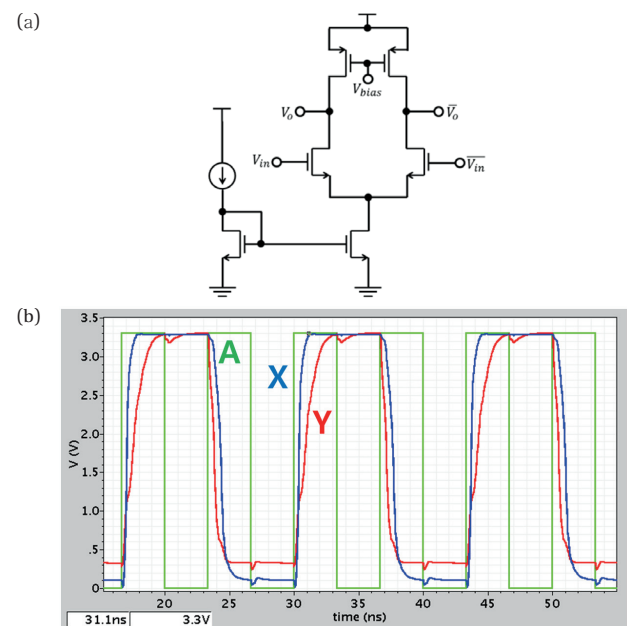 (a)
V_bias
V_o
V̄_o
V_in
V̅_in
(b)
3.5
3.0
2.5
2.0
1.5
1.0
.5
0
V (V)
A
X
Y
20 25 30 35 40 45 50
time (ns)
31.1ns 3.3V